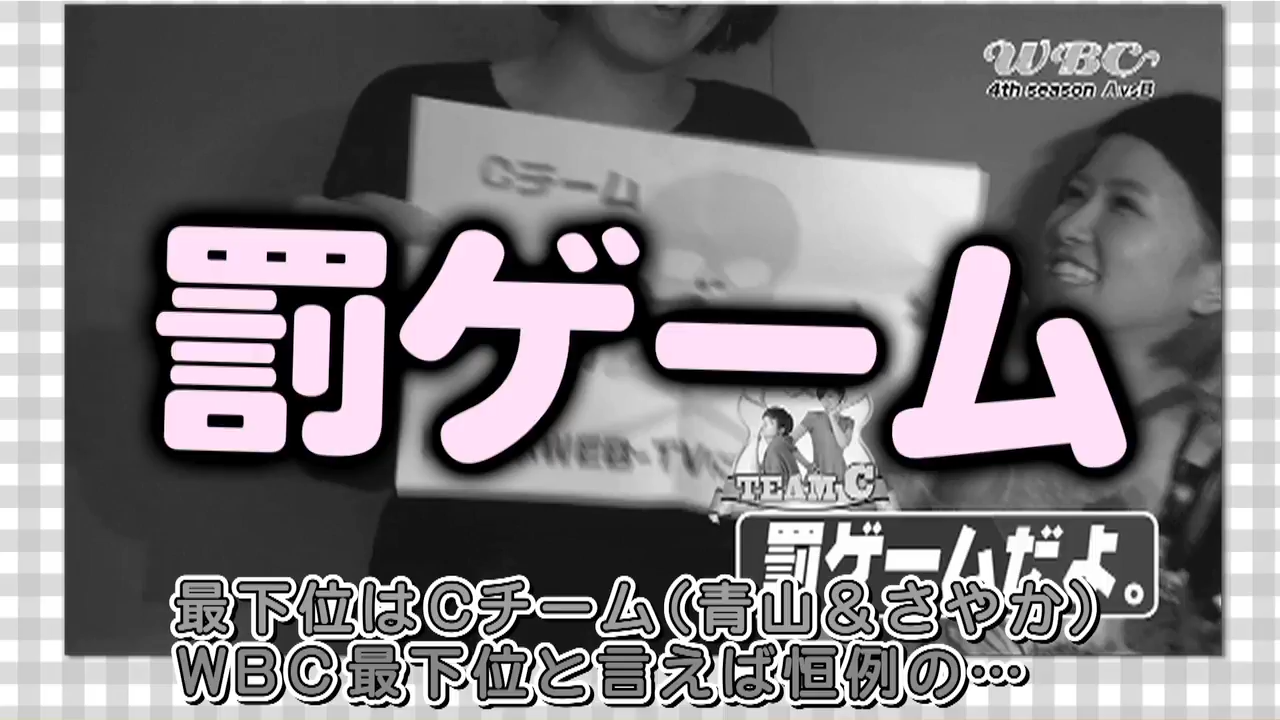 WBC
4th season AvsB
Cチーム
罰ゲーム
WEB-TV
TEAM C
罰ゲームだよ。
最下位はCチーム(青山&さやか)
WBC最下位と言えば恒例の…